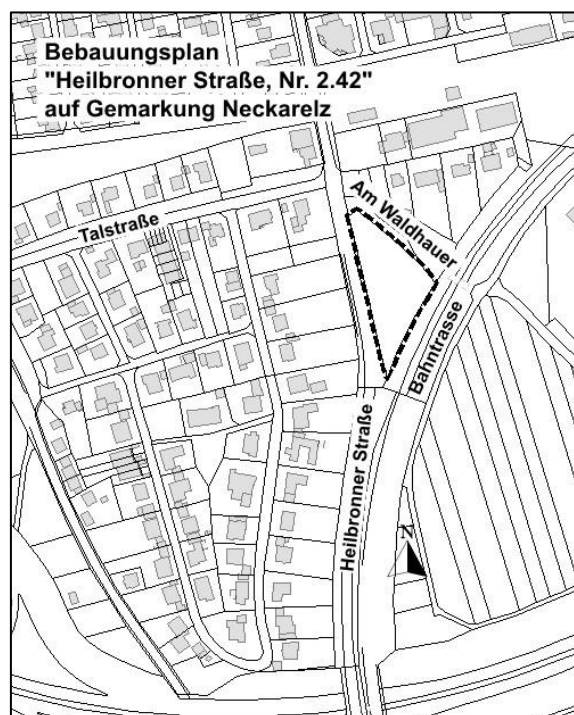 Bebauungsplan
"Heilbronner Straße, Nr. 2.42"
auf Gemarkung Neckarelz
Am Waldhauer
Talstraße
Bahntrasse
Heilbronner Straße
N